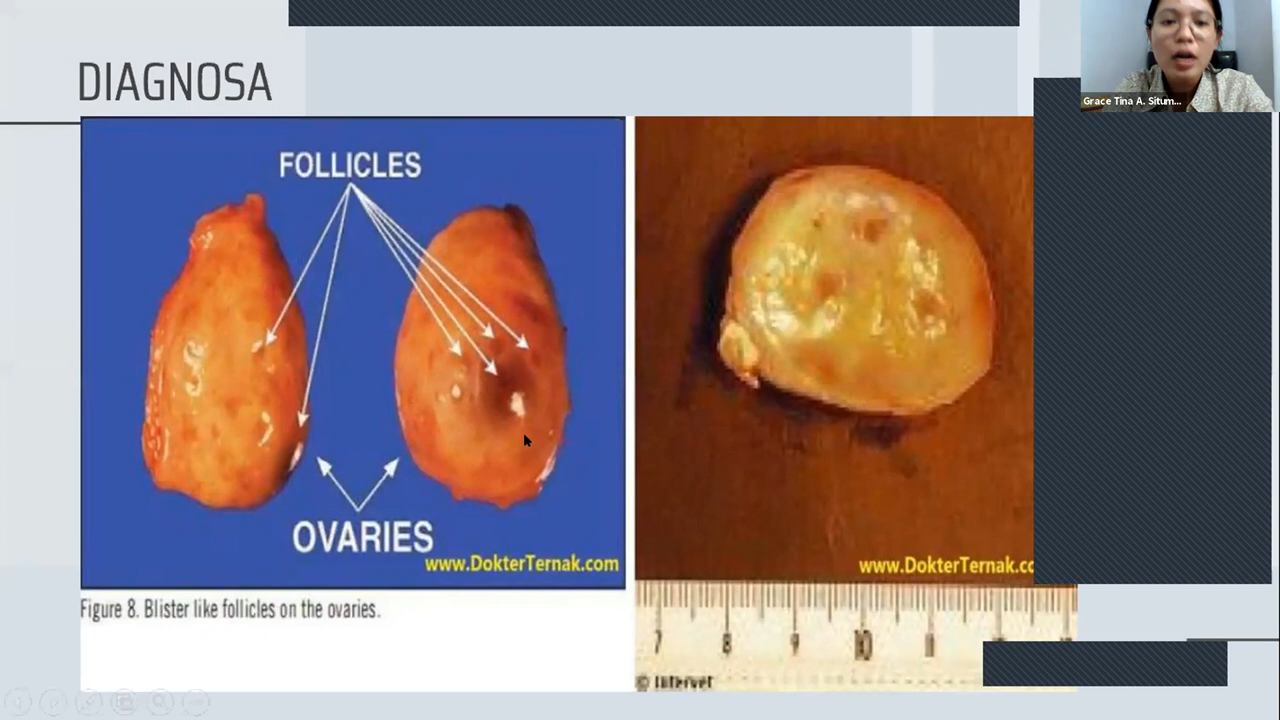 Grace Tina A. Situm...
DIAGNOSA
FOLLICLES
OVARIES
www.DokterTernak.com
Figure 8. Blister like follicles on the ovaries.
www.DokterTernak.co
7 8 9 10 11
© Intervet